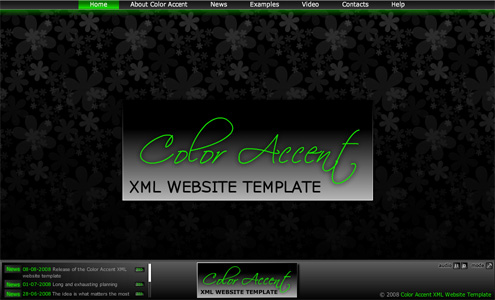 Home About Color Accent News Examples Video Contacts Help
Color Accent
XML WEBSITE TEMPLATE
News 08-08-2008 Release of the Color Accent XML
website template
News 01-07-2008 Long and exhausting planning
News 28-06-2008 The idea is what matters the most
Color Accent
XML WEBSITE TEMPLATE
© 2008 Color Accent XML Website Template